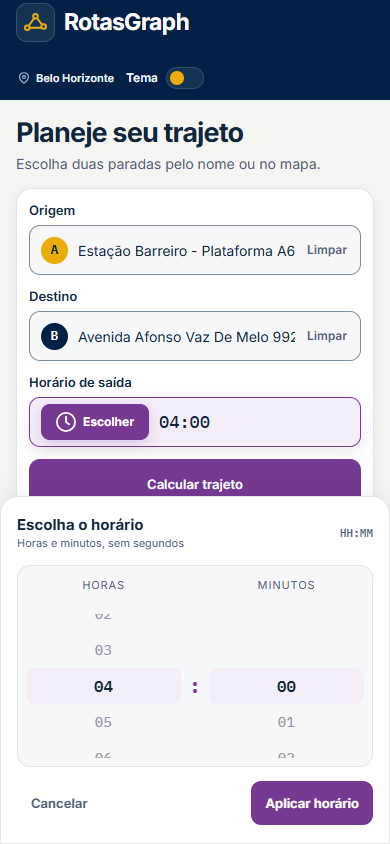 RotasGraph
Belo Horizonte Tema
Planeje seu trajeto
Escolha duas paradas pelo nome ou no mapa.
Origem
A Estação Barreiro - Plataforma A6 Limpar
Destino
B Avenida Afonso Vaz De Melo 992 Limpar
Horário de saída
Escolher 04:00
Calcular trajeto
Escolha o horário
Horas e minutos, sem segundos
HH:MM
HORAS MINUTOS
02
03
04 : 00
05 01
06 02
Cancelar Aplicar horário